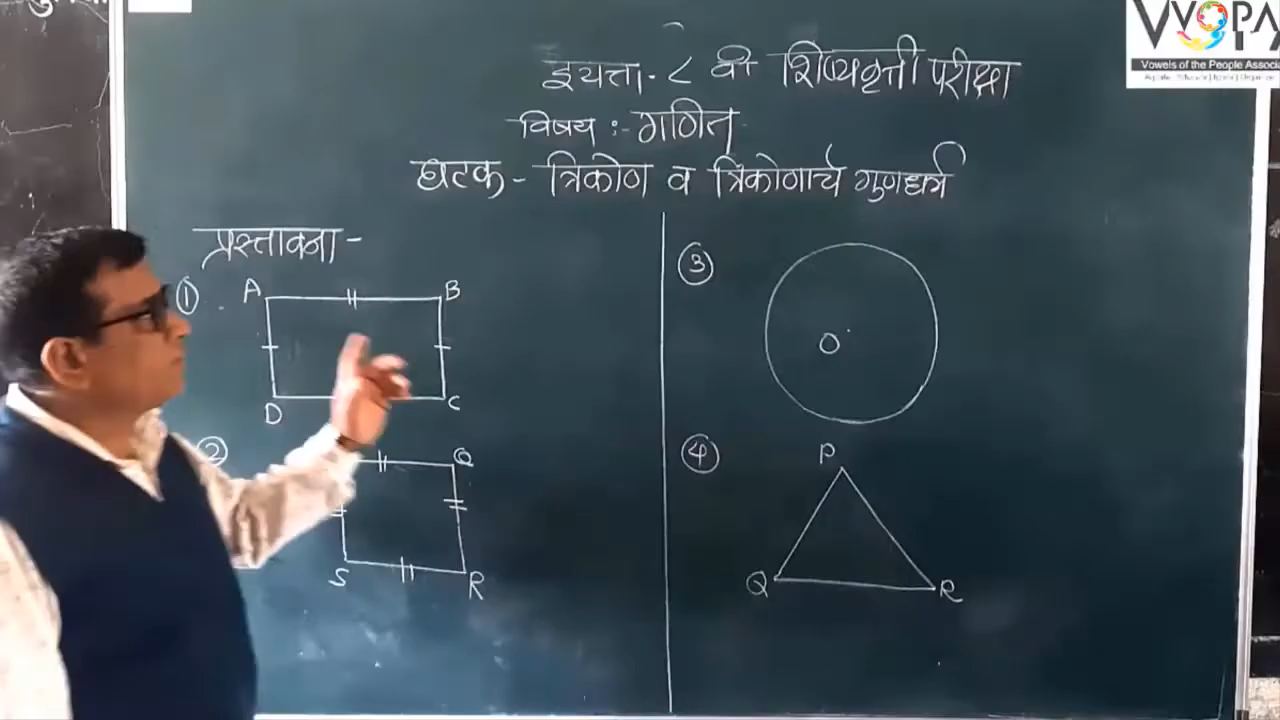 इयत्ता - ८ वी शिष्यवृत्ती परीक्षा
विषय :- गणित
घटक - त्रिकोण व त्रिकोणाचे गुणधर्म
प्रस्तावना -
①
A
B
D
C
②
Q
S
R
③
O
④
P
Q
R
VOPA
Vowels of the People Associa